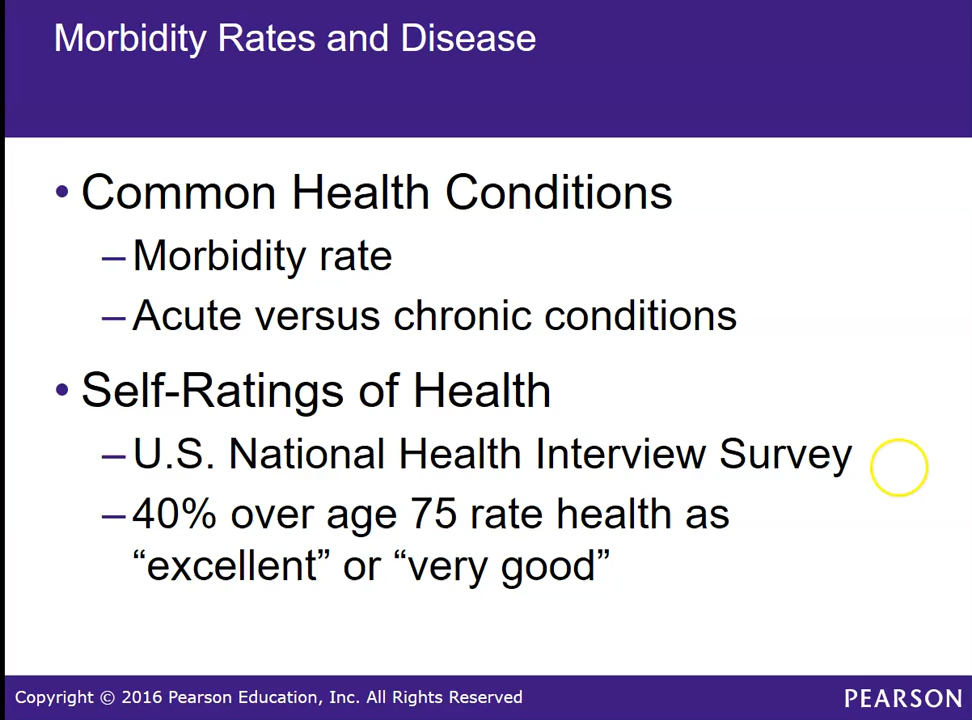 Morbidity Rates and Disease
• Common Health Conditions
– Morbidity rate
– Acute versus chronic conditions
• Self-Ratings of Health
– U.S. National Health Interview Survey
– 40% over age 75 rate health as
“excellent” or “very good”
Copyright © 2016 Pearson Education, Inc. All Rights Reserved
PEARSON